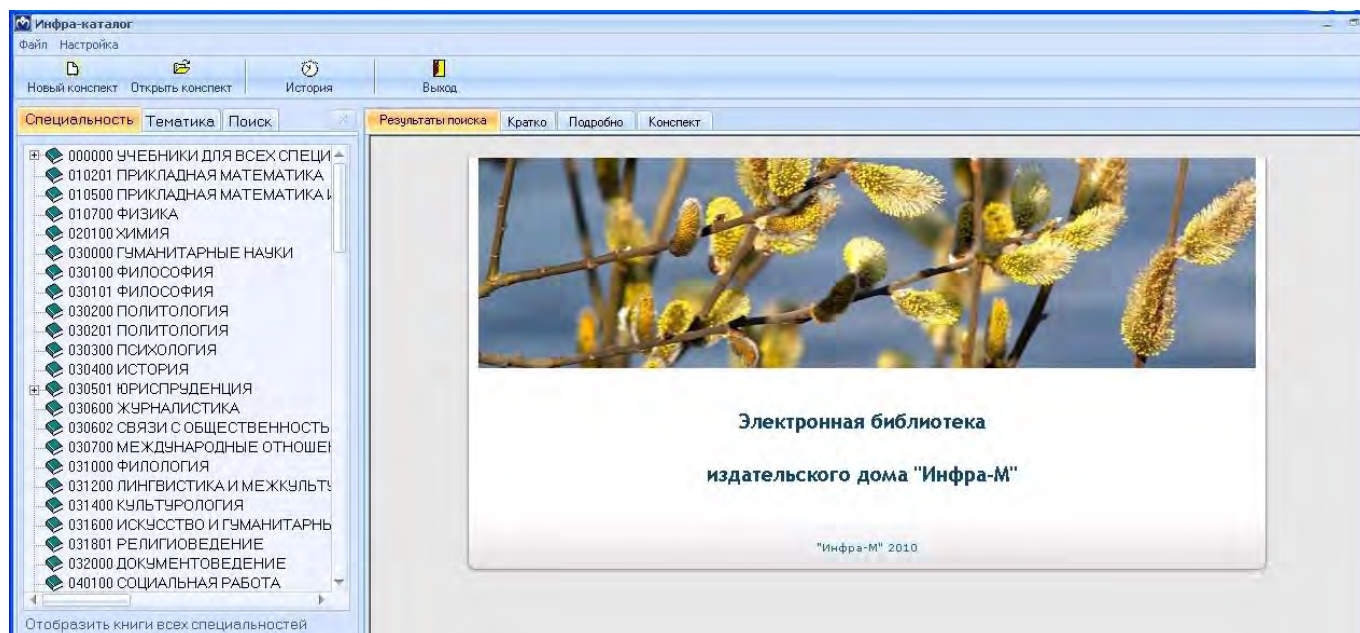 Инфра-каталог
Файл Настройка
Новый конспект Открыть конспект История Выход
Специальность Тематика Поиск
Результаты поиска Кратко Подробно Конспект
000000 УЧЕБНИКИ ДЛЯ ВСЕХ СПЕЦИ
010201 ПРИКЛАДНАЯ МАТЕМАТИКА
010500 ПРИКЛАДНАЯ МАТЕМАТИКА И
010700 ФИЗИКА
020100 ХИМИЯ
030000 ГУМАНИТАРНЫЕ НАУКИ
030100 ФИЛОСОФИЯ
030101 ФИЛОСОФИЯ
030200 ПОЛИТОЛОГИЯ
030201 ПОЛИТОЛОГИЯ
030300 ПСИХОЛОГИЯ
030400 ИСТОРИЯ
030501 ЮРИСПРУДЕНЦИЯ
030600 ЖУРНАЛИСТИКА
030602 СВЯЗИ С ОБЩЕСТВЕННОСТЬ
030700 МЕЖДУНАРОДНЫЕ ОТНОШЕН
031000 ФИЛОЛОГИЯ
031200 ЛИНГВИСТИКА И МЕЖКУЛЬТУ
031400 КУЛЬТУРОЛОГИЯ
031600 ИСКУССТВО И ГУМАНИТАРНЬ
031801 РЕЛИГИОВЕДЕНИЕ
032000 ДОКУМЕНТОВЕДЕНИЕ
040100 СОЦИАЛЬНАЯ РАБОТА
Отобразить книги всех специальностей
Электронная библиотека
издательского дома "Инфра-М"
"Инфра-М" 2010